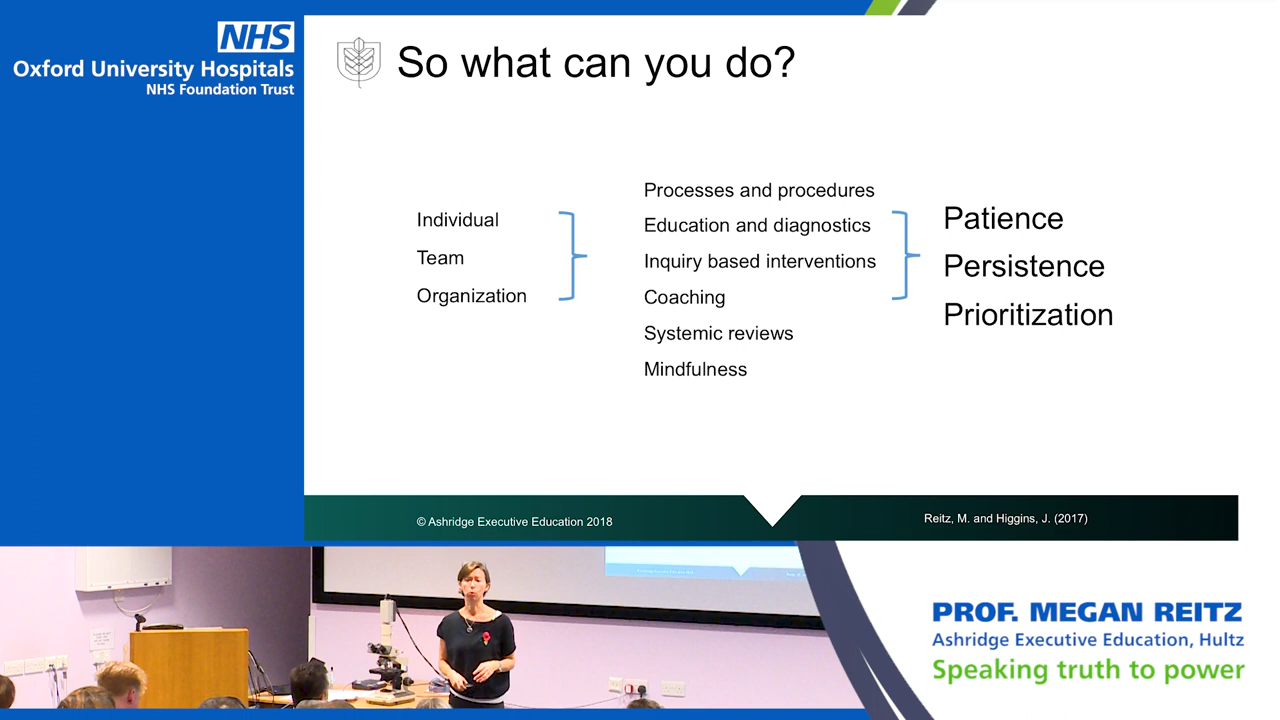 NHS
Oxford University Hospitals
NHS Foundation Trust
So what can you do?
Individual
Team
Organization
Processes and procedures
Education and diagnostics
Inquiry based interventions
Coaching
Systemic reviews
Mindfulness
Patience
Persistence
Prioritization
© Ashridge Executive Education 2018
Reitz, M. and Higgins, J. (2017)
PROF. MEGAN REITZ
Ashridge Executive Education, Hultz
Speaking truth to power